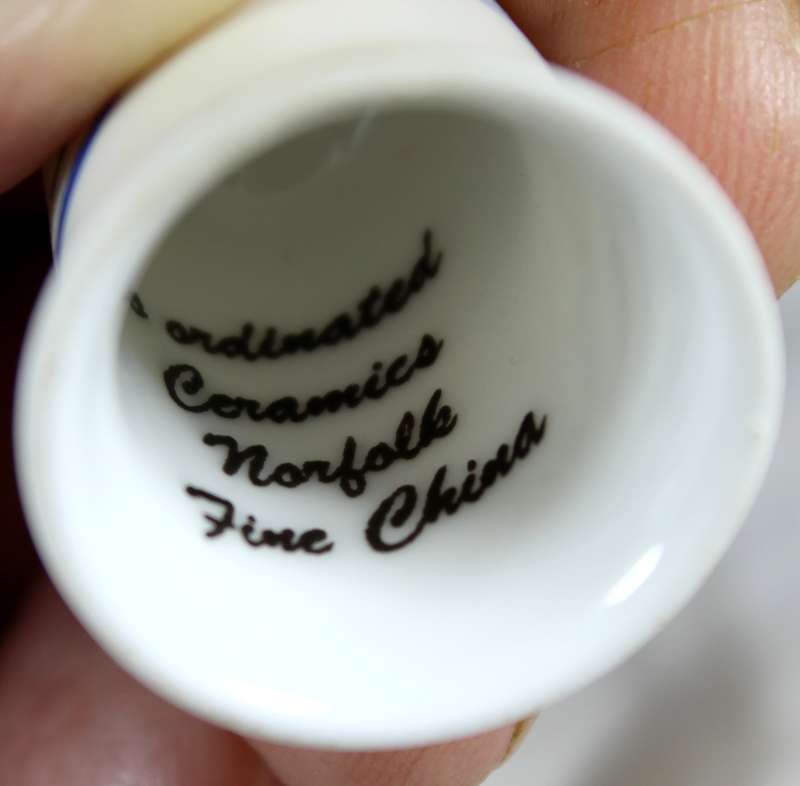 ordinated
Ceramics
Norfolk
Fine China